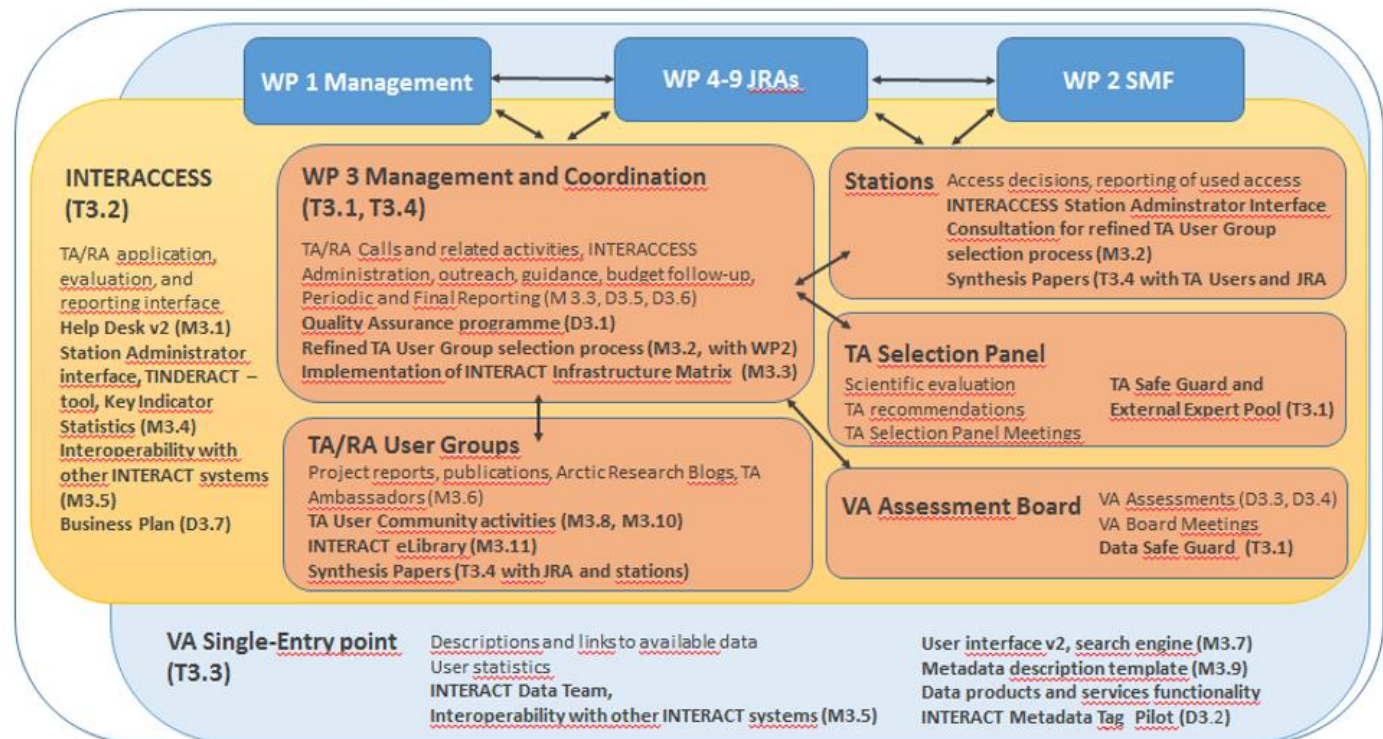 WP 1 Management
WP 4-9 JRAs
WP 2 SMF
INTERACCESS
(T3.2)
TA/RA application,
evaluation, and
reporting interface
Help Desk v2 (M3.1)
Station Administrator
interface, TINDERACT –
tool, Key Indicator
Statistics (M3.4)
Interoperability with
other INTERACT systems
(M3.5)
Business Plan (D3.7)
WP 3 Management and Coordination
(T3.1, T3.4)
TA/RA Calls and related activities, INTERACCESS
Administration, outreach, guidance, budget follow-up,
Periodic and Final Reporting (M 3.3, D3.5, D3.6)
Quality Assurance programme (D3.1)
Refined TA User Group selection process (M3.2, with WP2)
Implementation of INTERACT Infrastructure Matrix (M3.3)
TA/RA User Groups
Project reports, publications, Arctic Research Blogs, TA
Ambassadors (M3.6)
TA User Community activities (M3.8, M3.10)
INTERACT eLibrary (M3.11)
Synthesis Papers (T3.4 with JRA and stations)
Stations
Access decisions, reporting of used access
INTERACCESS Station Adminstrator Interface
Consultation for refined TA User Group
selection process (M3.2)
Synthesis Papers (T3.4 with TA Users and JRA
TA Selection Panel
Scientific evaluation
TA recommendations
TA Selection Panel Meetings
TA Safe Guard and
External Expert Pool (T3.1)
VA Assessment Board
VA Assessments (D3.3, D3.4)
VA Board Meetings
Data Safe Guard (T3.1)
VA Single-Entry point
(T3.3)
Descriptions and links to available data
User statistics
INTERACT Data Team,
Interoperability with other INTERACT systems (M3.5)
User interface v2, search engine (M3.7)
Metadata description template (M3.9)
Data products and services functionality
INTERACT Metadata Tag Pilot (D3.2)